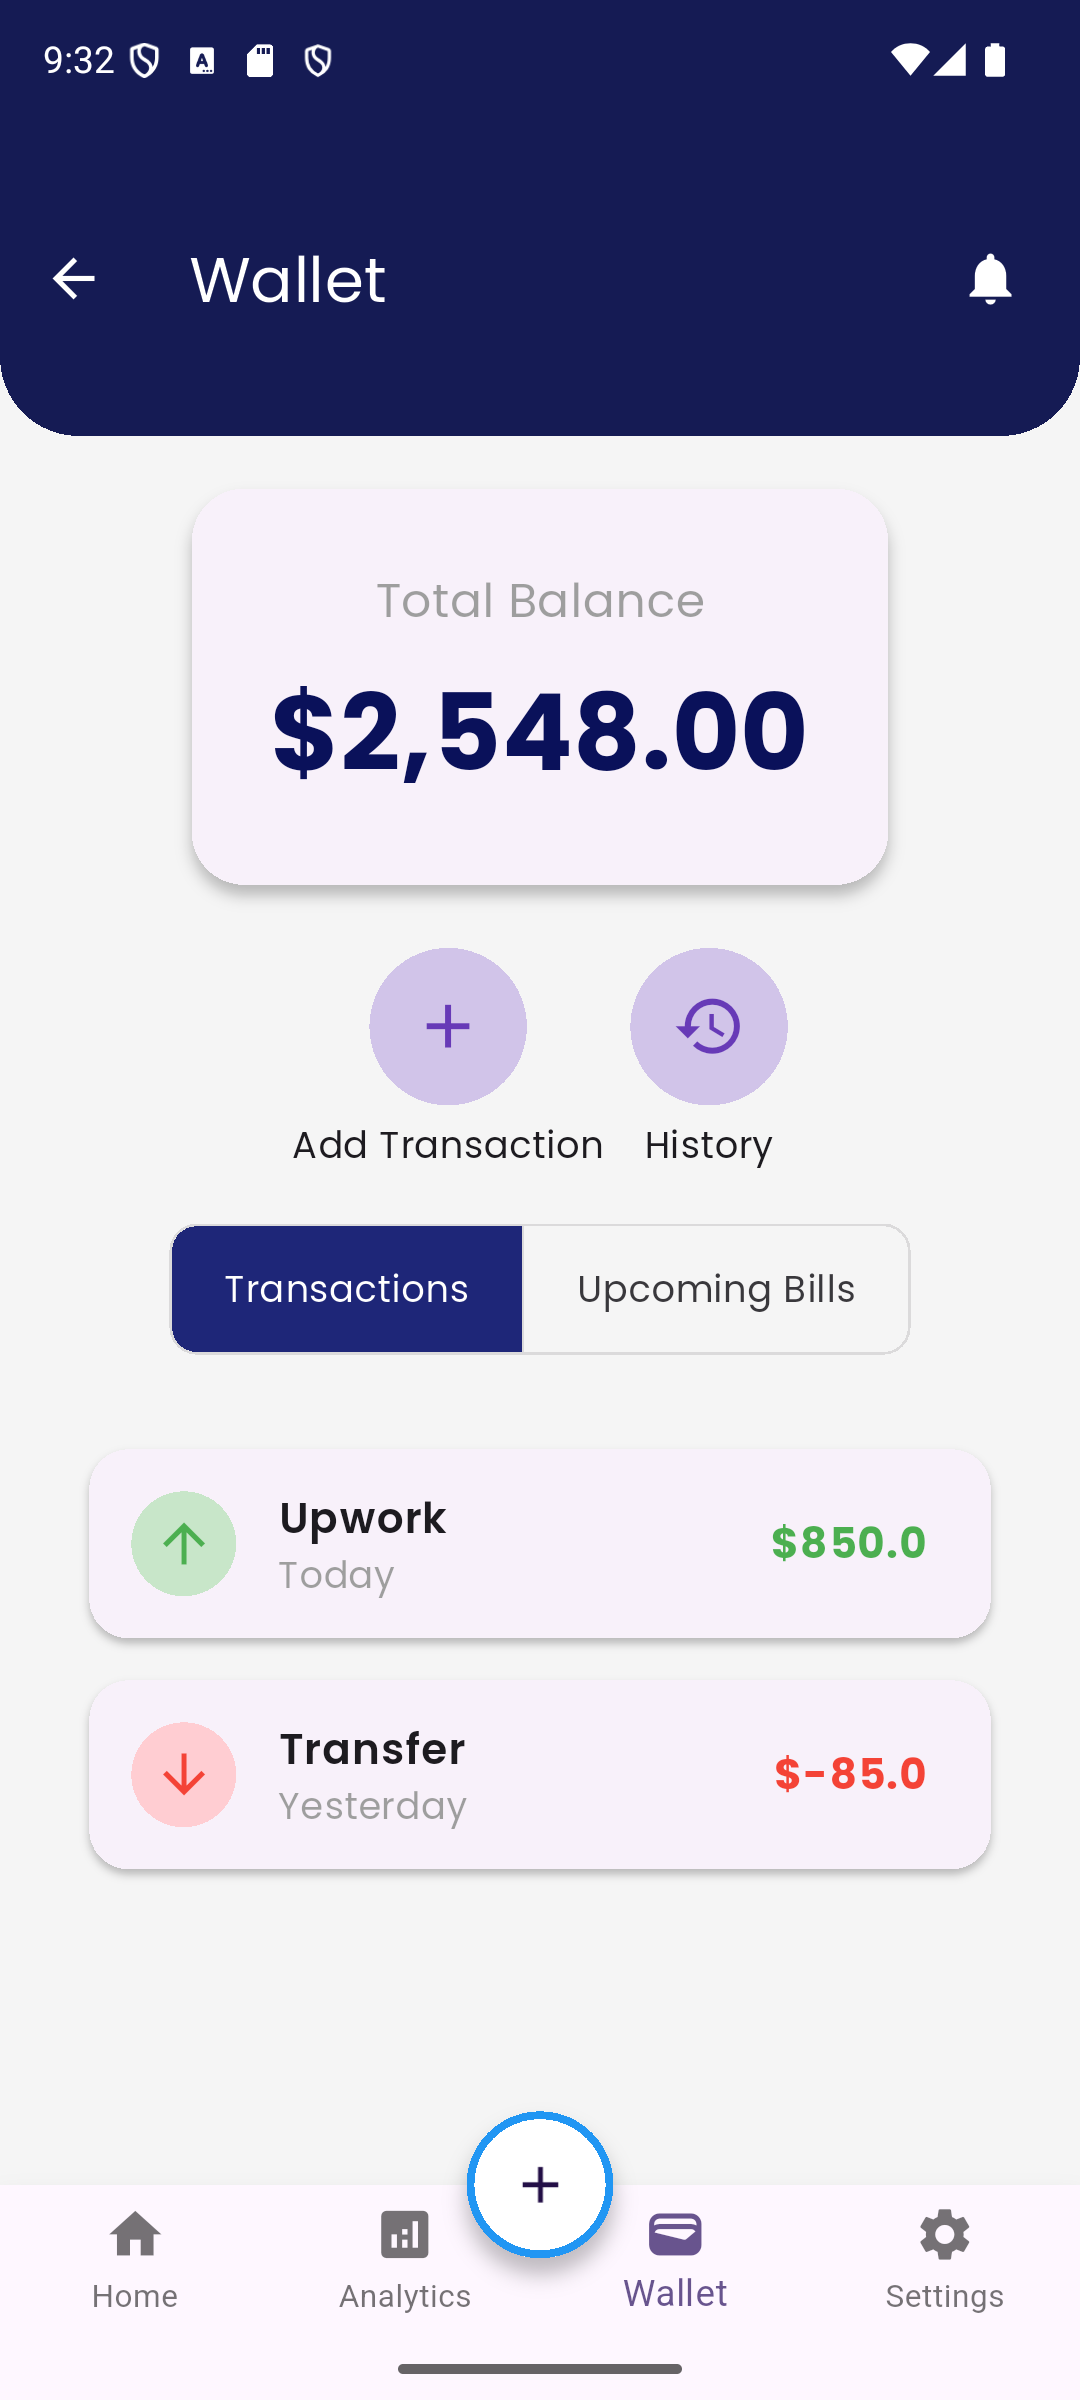 9:32
Wallet
Total Balance
$2,548.00
Add Transaction
History
Transactions
Upcoming Bills
Upwork
Today
$850.0
Transfer
Yesterday
$-85.0
Home
Analytics
Wallet
Settings